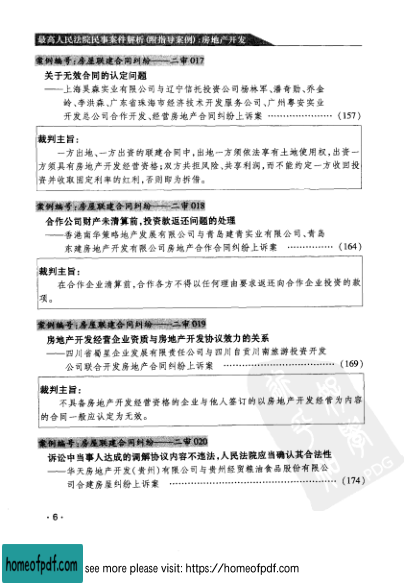 最高人民法院民事案件解析(附指导案例):房地产开发
案例编号:房屋联建合同纠纷——二审017
关于无效合同的认定问题
——上海昊森实业有限公司与辽宁信托投资公司杨林军、潘奇勋、乔金
岭、李洪森、广东省珠海市经济技术开发服务公司、广州粤安实业
开发总公司合作开发、经营房地产合同纠纷上诉案 ……………… (157)
裁判主旨:
一方出地、一方出资的联建合同中,出地一方须依法享有土地使用权,出资一
方须具有房地产开发经营资格;双方共担风险、共享利润,而不能约定一方收回投
资并收取固定利率的红利,否则即为拆借。
案例编号:房屋联建合同纠纷——二审018
合作公司财产未清算前,投资款返还问题的处理
——香港南华策略地产发展有限公司与青岛建青实业有限公司、青岛
东建房地产开发有限公司房地产合作合同纠纷上诉案 …………… (164)
裁判主旨:
在合作企业清算前,合作各方不得以任何理由要求返还向合作企业投资的款
项。
案例编号:房屋联建合同纠纷——二审019
房地产开发经营企业资质与房地产开发协议效力的关系
——四川省蜀星企业发展有限责任公司与四川自贡川南旅游投资开发
公司联合开发房地产合同纠纷上诉案 ……………………… (169)
裁判主旨:
不具备房地产开发经营资格的企业与他人签订的以房地产开发经营为内容
的合同一般应认定为无效。
案例编号:房屋联建合同纠纷——二审020
诉讼中当事人达成的调解协议内容不违法,人民法院应当确认其合法性
——华天房地产开发(贵州)有限公司与贵州经贸粮油食品股份有限公
司合建房屋纠纷上诉案 ……………………………… (174)
·6·
homeofpdf.com
see more please visit: https://homeofpdf.com